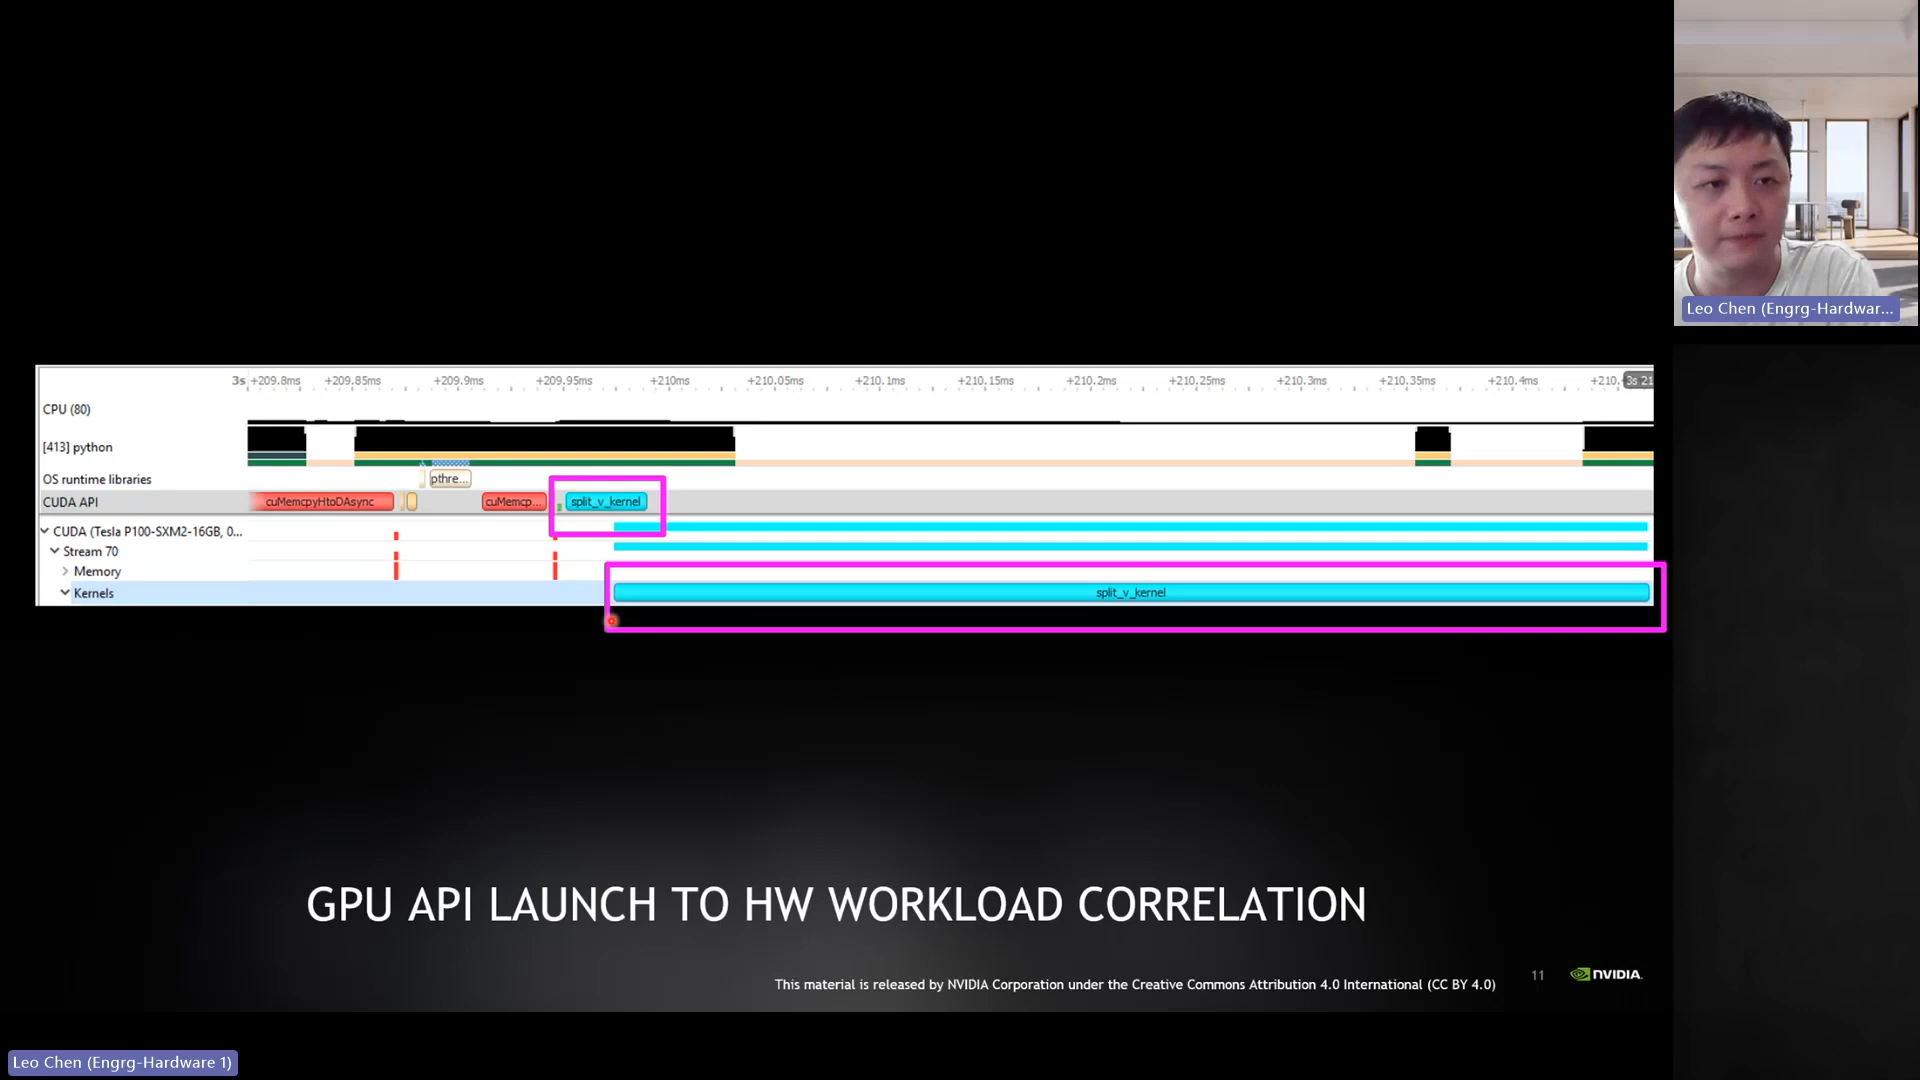 Leo Chen (Engrg-Hardwar...
3s +209.8ms +209.85ms +209.9ms +209.95ms +210ms +210.05ms +210.1ms +210.15ms +210.2ms +210.25ms +210.3ms +210.35ms +210.4ms +210. 3s 21
CPU (80)
[413] python
OS runtime libraries pthre...
CUDA API cuMemcpyHtoDAsync cuMemcp... split_v_kernel
CUDA (Tesla P100-SXM2-16GB, 0...
Stream 70
Memory
Kernels split_v_kernel
GPU API LAUNCH TO HW WORKLOAD CORRELATION
This material is released by NVIDIA Corporation under the Creative Commons Attribution 4.0 International (CC BY 4.0)
11 NVIDIA.
Leo Chen (Engrg-Hardware 1)